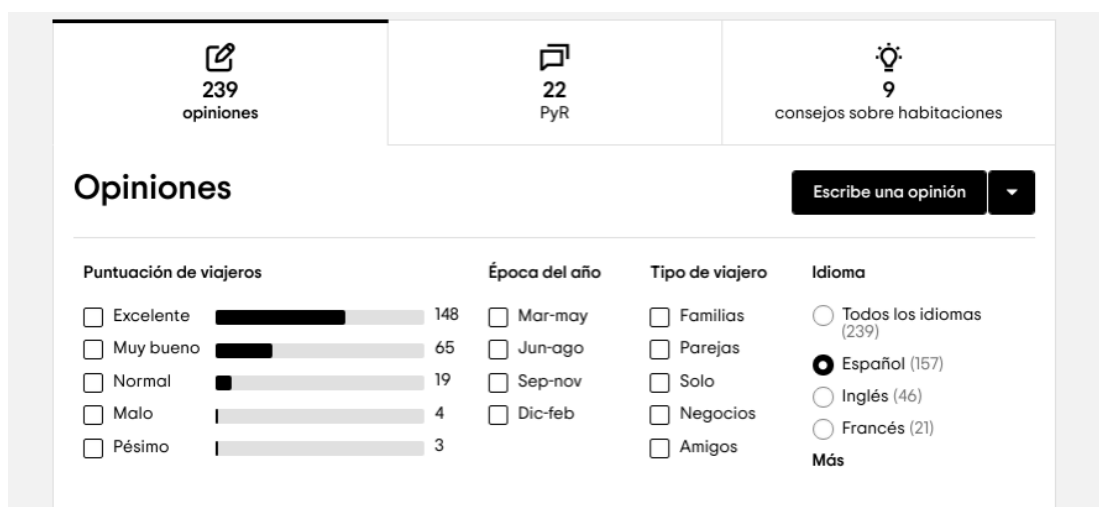 239
opiniones
22
PyR
9
consejos sobre habitaciones
Opiniones
Escribe una opinión
Puntuación de viajeros
Excelente 148
Muy bueno 65
Normal 19
Malo 4
Pésimo 3
Época del año
Mar-may
Jun-ago
Sep-nov
Dic-feb
Tipo de viajero
Familias
Parejas
Solo
Negocios
Amigos
Idioma
Todos los idiomas
(239)
Español (157)
Inglés (46)
Francés (21)
Más